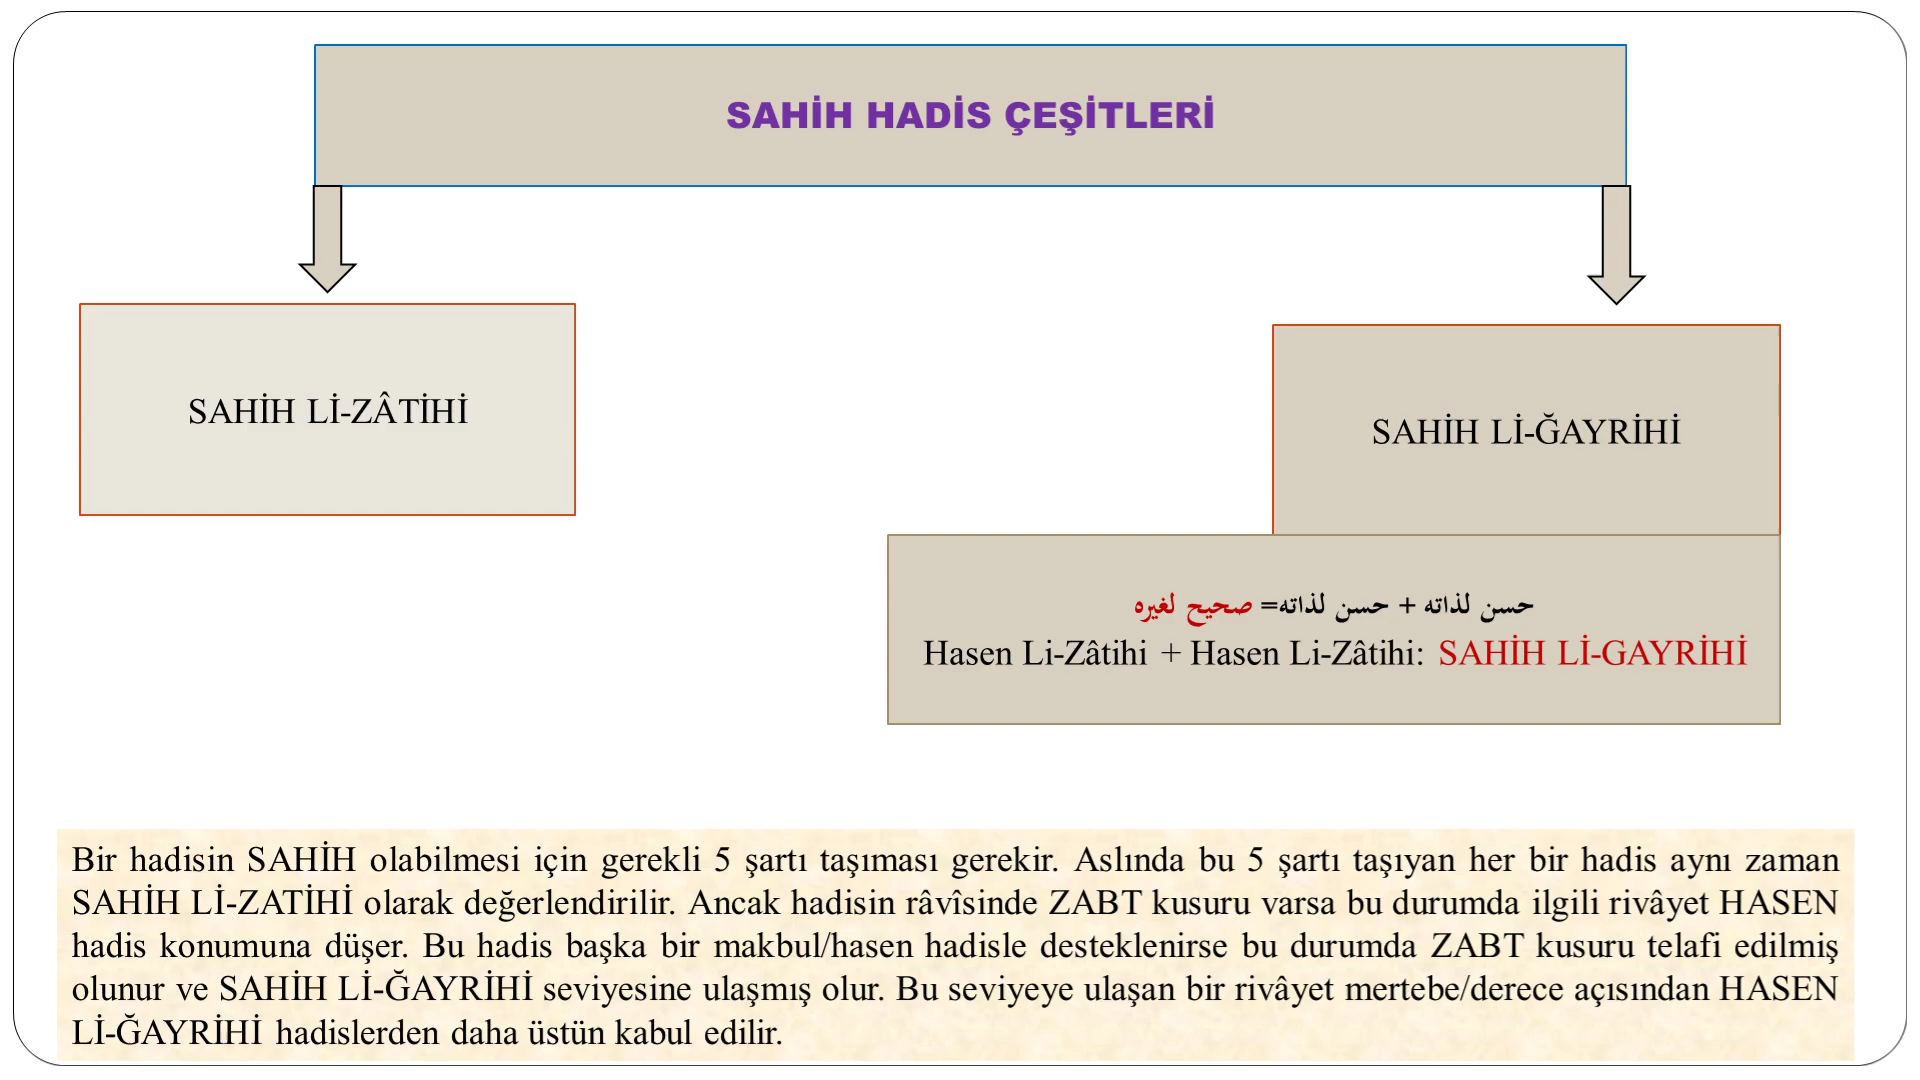 SAHİH HADİS ÇEŞİTLERİ
SAHİH Lİ-ZÂTİHİ
SAHİH Lİ-ĞAYRİHİ
حسن لذاته + حسن لذاته= صحيح لغيره
Hasen Li-Zâtihi + Hasen Li-Zâtihi: SAHİH Lİ-GAYRİHİ
Bir hadisin SAHİH olabilmesi için gerekli 5 şartı taşıması gerekir. Aslında bu 5 şartı taşıyan her bir hadis aynı zaman
SAHİH Lİ-ZATİHİ olarak değerlendirilir. Ancak hadisin râvîsinde ZABT kusuru varsa bu durumda ilgili rivâyet HASEN
hadis konumuna düşer. Bu hadis başka bir makbul/hasen hadisle desteklenirse bu durumda ZABT kusuru telafi edilmiş
olunur ve SAHİH Lİ-ĞAYRİHİ seviyesine ulaşmış olur. Bu seviyeye ulaşan bir rivâyet mertebe/derece açısından HASEN
Lİ-ĞAYRİHİ hadislerden daha üstün kabul edilir.